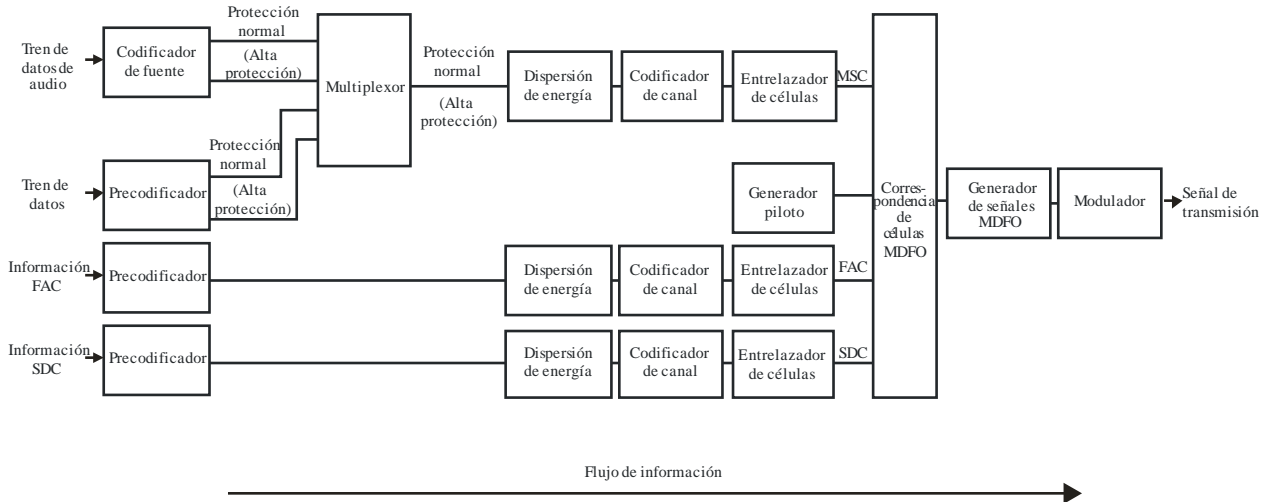 Tren de
datos de
audio
Codificador
de fuente
Protección
normal
(Alta
protección)
Multiplexor
Protección
normal
(Alta
protección)
Dispersión
de energía
Codificador
de canal
Entrelazador
de células
MSC
Tren de
datos
Precodificador
Protección
normal
(Alta
protección)
Generador
piloto
Corres-
pondencia
de
células
MDFO
Generador
de señales
MDFO
Modulador
Señal de
transmisión
Información
FAC
Precodificador
Dispersión
de energía
Codificador
de canal
Entrelazador
de células
FAC
Información
SDC
Precodificador
Dispersión
de energía
Codificador
de canal
Entrelazador
de células
SDC
Flujo de información